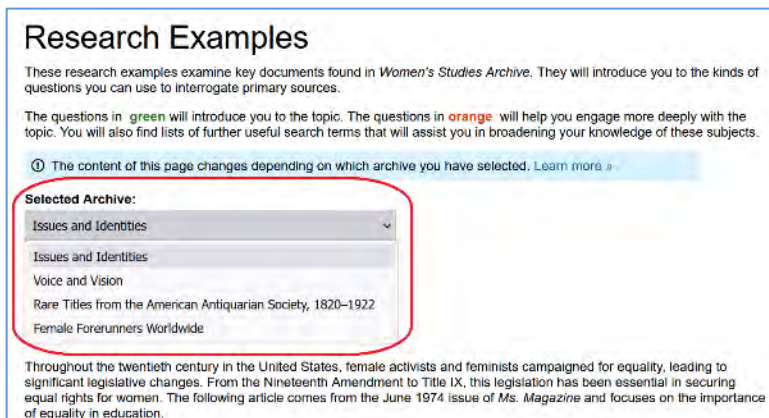 Research Examples
These research examples examine key documents found in Women's Studies Archive. They will introduce you to the kinds of
questions you can use to interrogate primary sources.
The questions in green will introduce you to the topic. The questions in orange will help you engage more deeply with the
topic. You will also find lists of further useful search terms that will assist you in broadening your knowledge of these subjects.
The content of this page changes depending on which archive you have selected. Learn more »
Selected Archive:
Issues and Identities
Issues and Identities
Voice and Vision
Rare Titles from the American Antiquarian Society, 1820–1922
Female Forerunners Worldwide
Throughout the twentieth century in the United States, female activists and feminists campaigned for equality, leading to
significant legislative changes. From the Nineteenth Amendment to Title IX, this legislation has been essential in securing
equal rights for women. The following article comes from the June 1974 issue of Ms. Magazine and focuses on the importance
of equality in education.